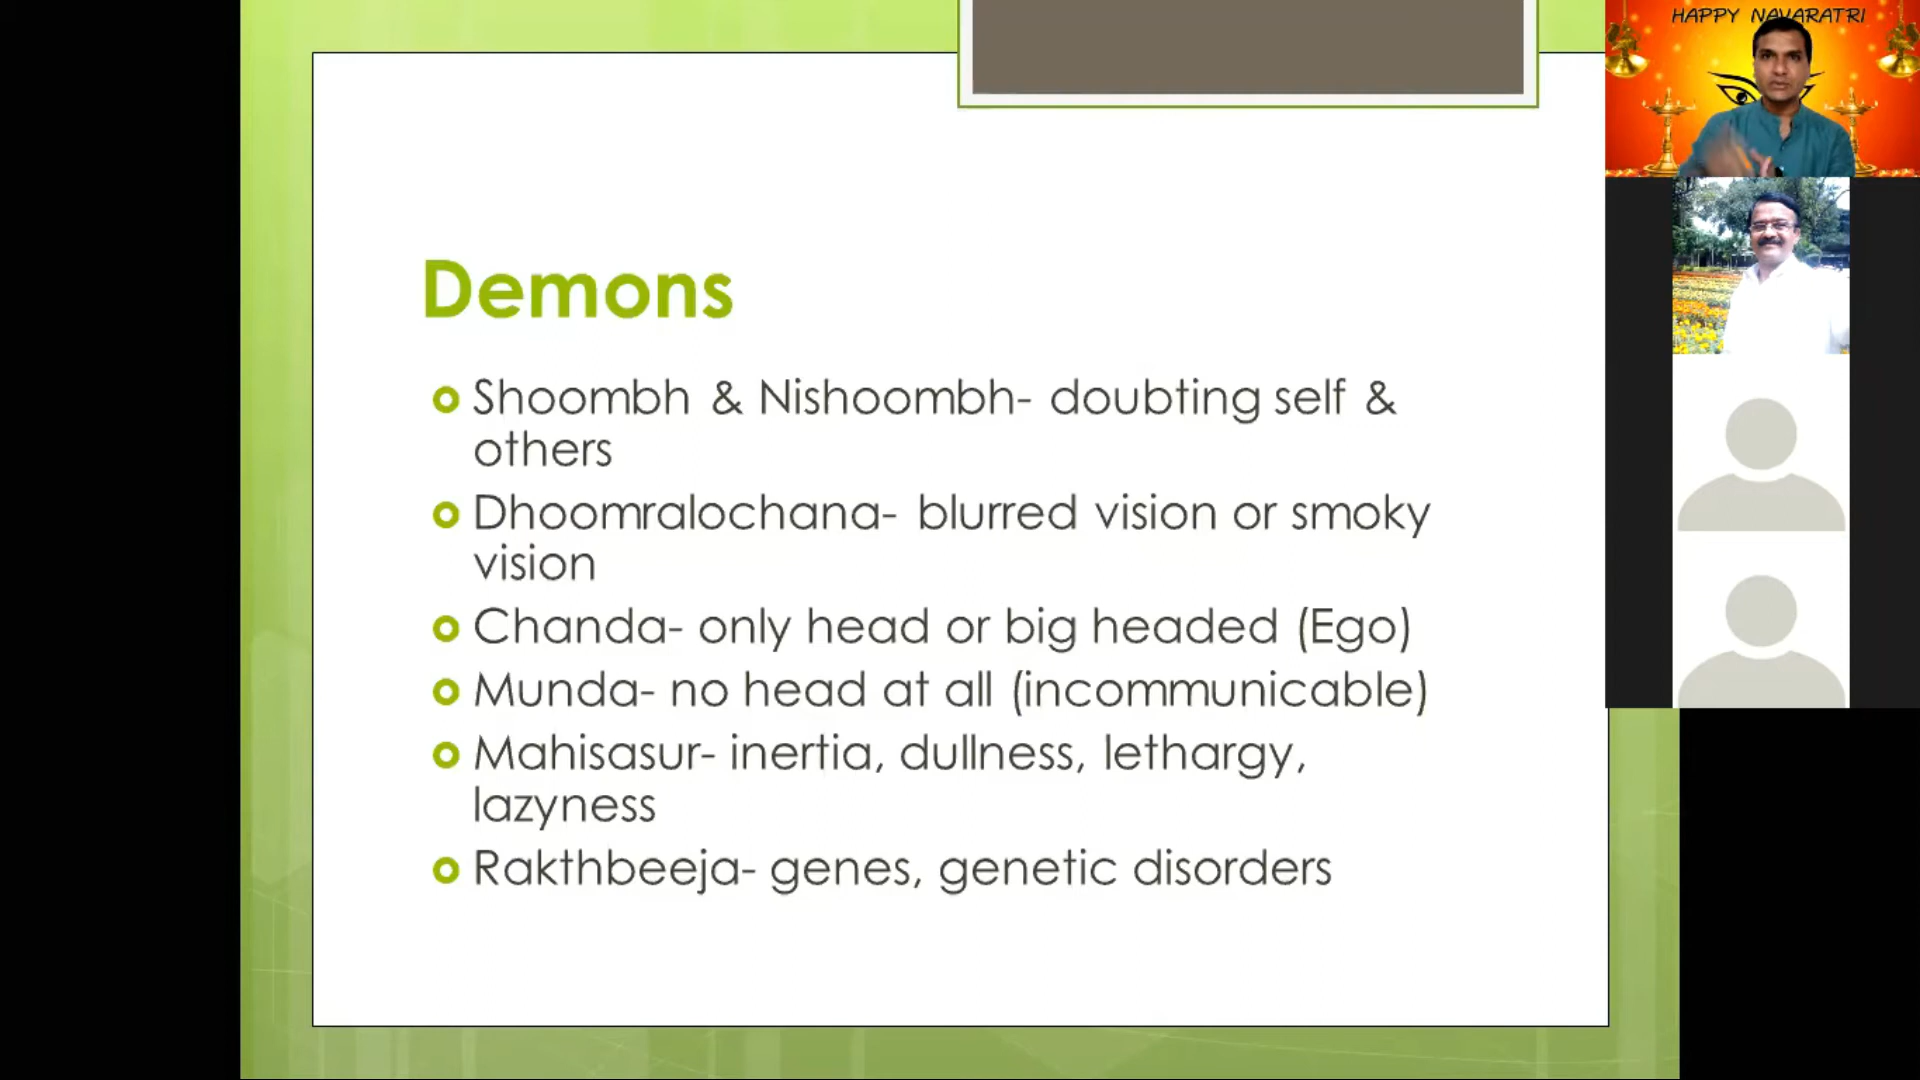 HAPPY NAVARATRI
Demons
Shoombh & Nishoombh- doubting self &
others
Dhoomralochana- blurred vision or smoky
vision
Chanda- only head or big headed (Ego)
Munda- no head at all (incommunicable)
Mahisasur- inertia, dullness, lethargy,
lazyness
Rakthbeeja- genes, genetic disorders